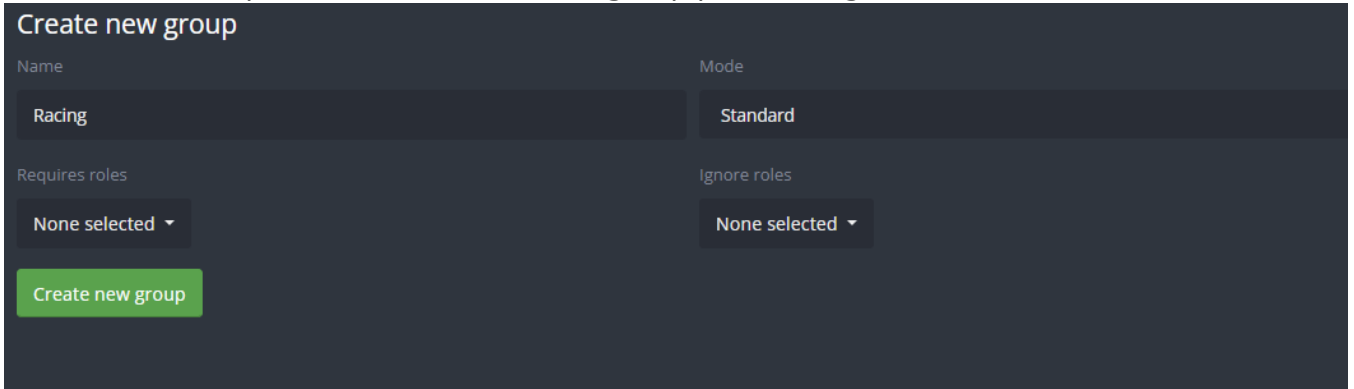 Create new group
Name
Mode
Racing
Standard
Requires roles
Ignore roles
None selected
None selected
Create new group